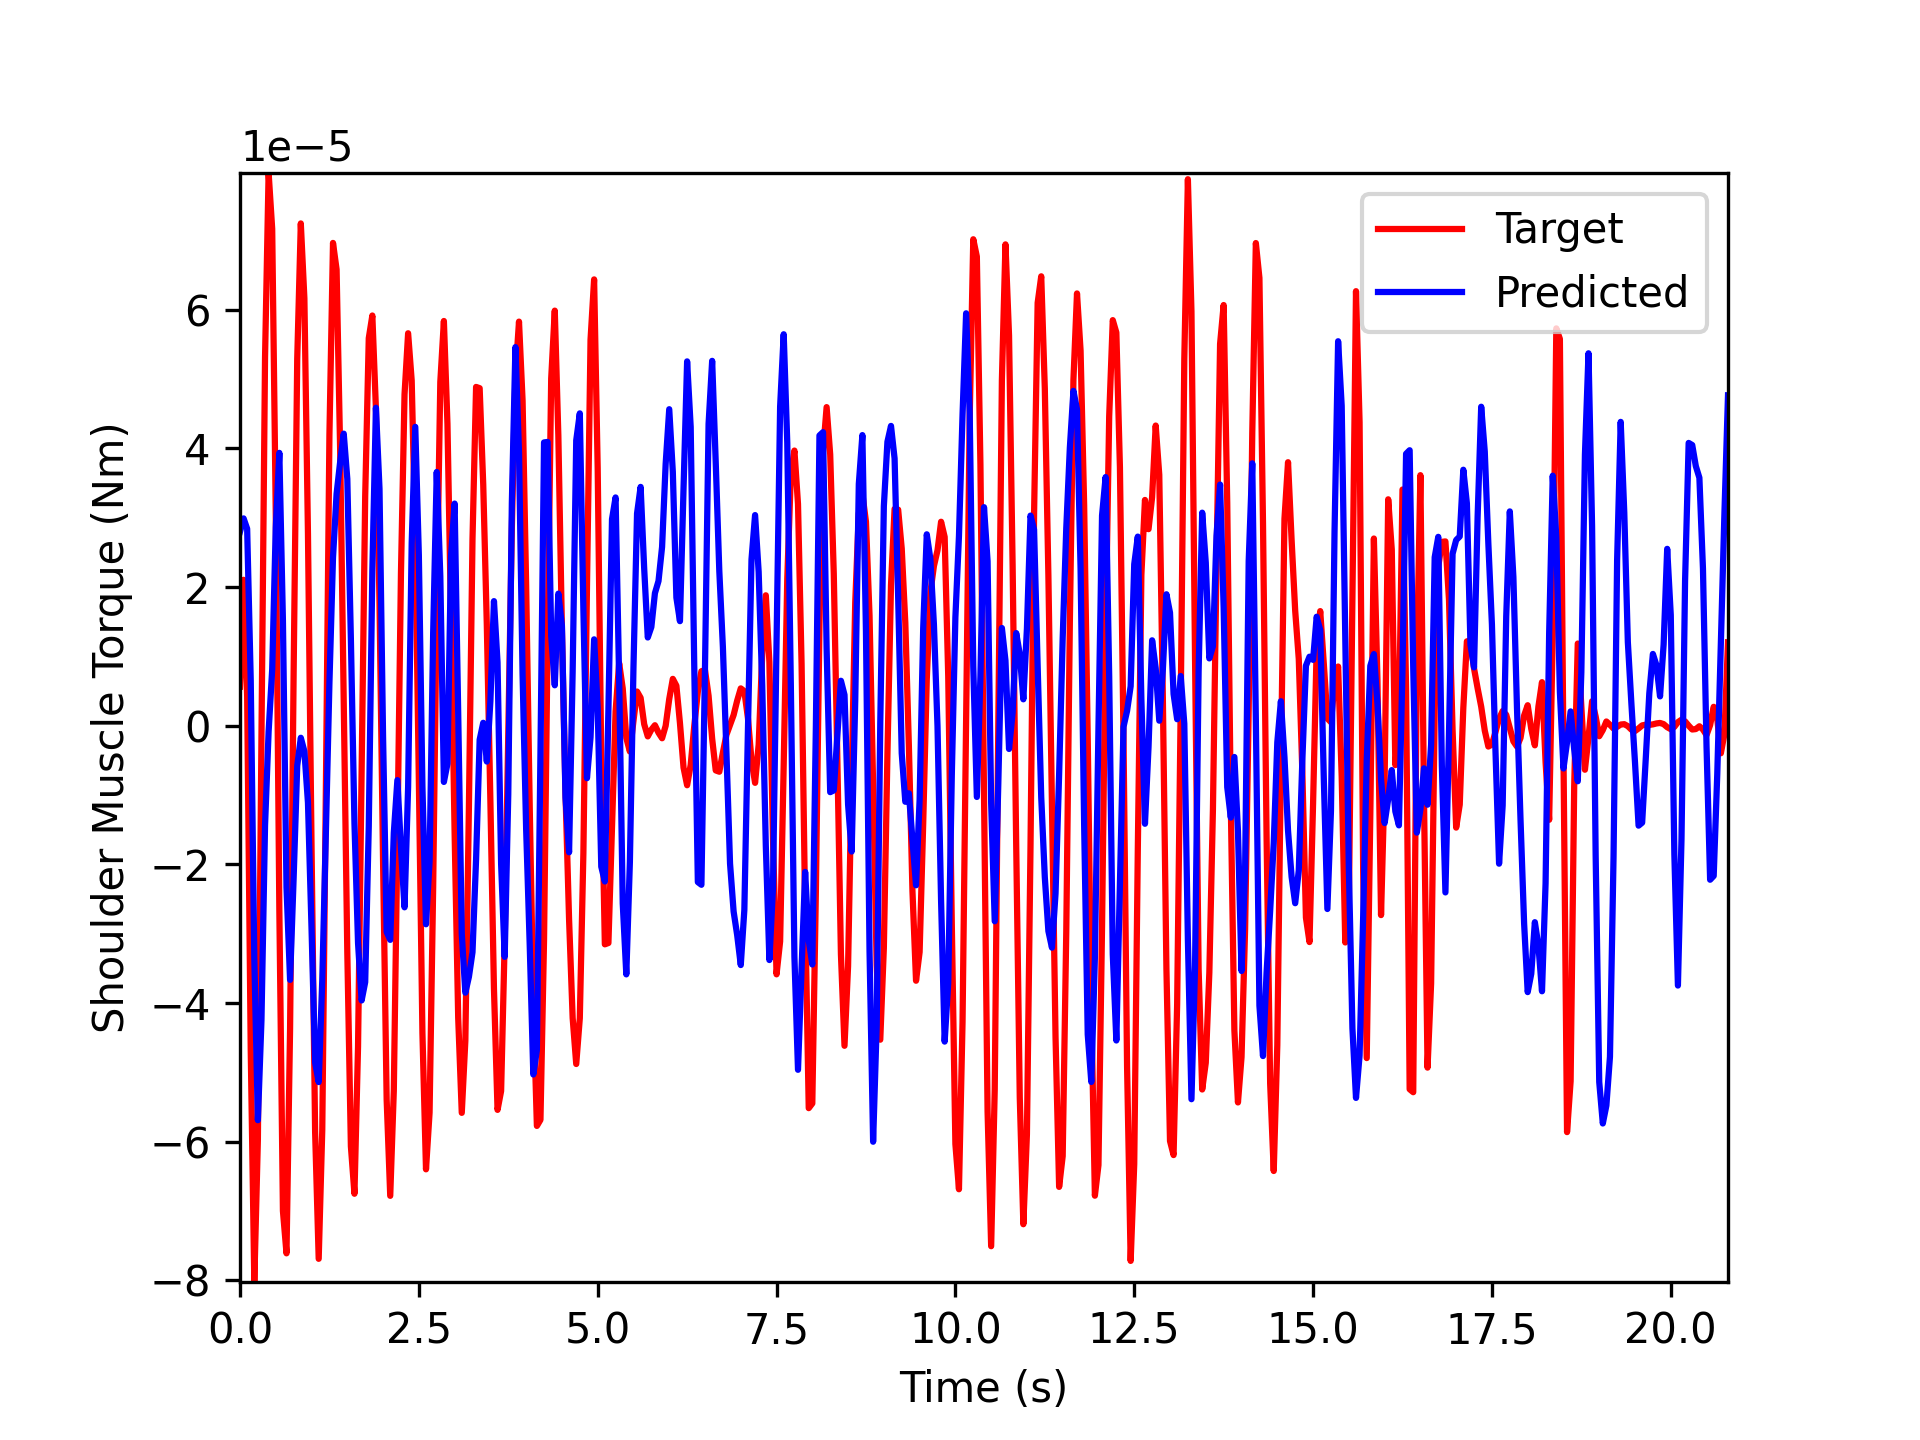 1e−5
Target
Predicted
6
4
2
0
−2
−4
−6
−8
Shoulder Muscle Torque (Nm)
0.0 2.5 5.0 7.5 10.0 12.5 15.0 17.5 20.0
Time (s)